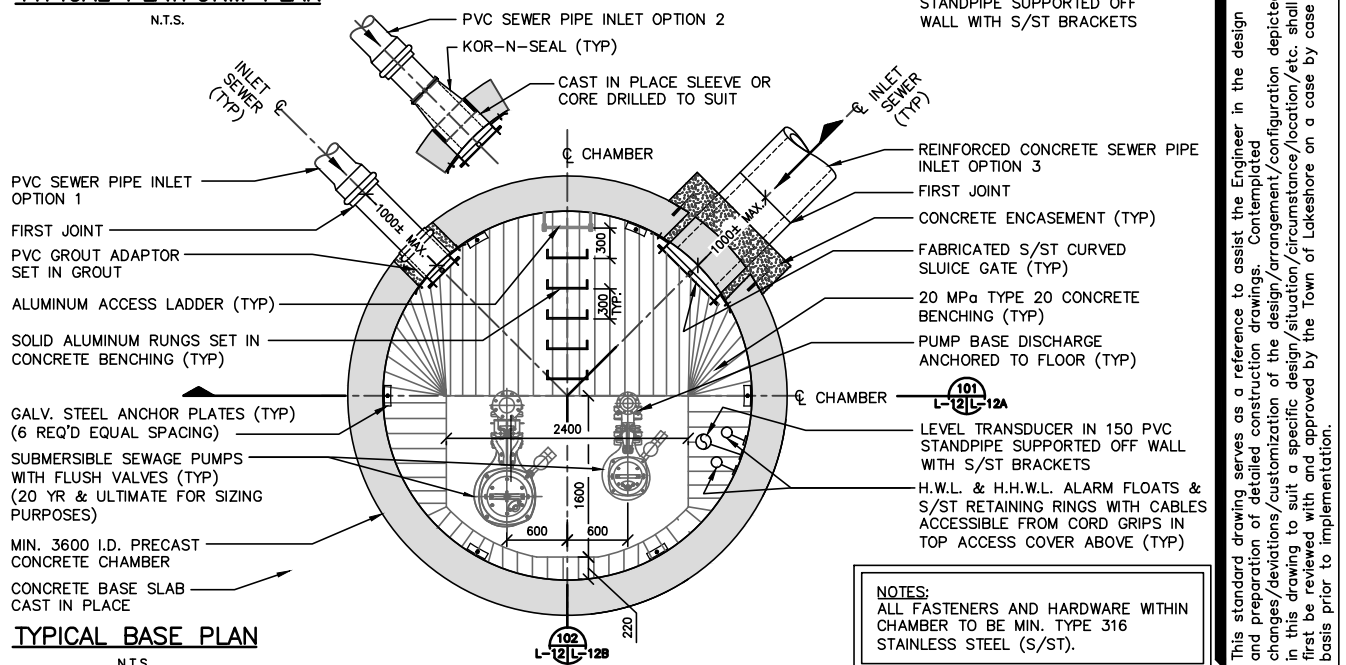 TYPICAL PLATFORM PLAN
N.T.S.
STANDPIPE SUPPORTED OFF
WALL WITH S/ST BRACKETS
PVC SEWER PIPE INLET OPTION 2
KOR-N-SEAL (TYP)
CAST IN PLACE SLEEVE OR
CORE DRILLED TO SUIT
INLET
SEWER
(TYP)
℄
℄ INLET
SEWER
(TYP)
℄ CHAMBER
PVC SEWER PIPE INLET
OPTION 1
FIRST JOINT
PVC GROUT ADAPTOR
SET IN GROUT
ALUMINUM ACCESS LADDER (TYP)
SOLID ALUMINUM RUNGS SET IN
CONCRETE BENCHING (TYP)
GALV. STEEL ANCHOR PLATES (TYP)
(6 REQ'D EQUAL SPACING)
SUBMERSIBLE SEWAGE PUMPS
WITH FLUSH VALVES (TYP)
(20 YR & ULTIMATE FOR SIZING
PURPOSES)
MIN. 3600 I.D. PRECAST
CONCRETE CHAMBER
CONCRETE BASE SLAB
CAST IN PLACE
1000± MAX.
300
300
TYP.
1000± MAX.
2400
1600
600
600
220
REINFORCED CONCRETE SEWER PIPE
INLET OPTION 3
FIRST JOINT
CONCRETE ENCASEMENT (TYP)
FABRICATED S/ST CURVED
SLUICE GATE (TYP)
20 MPa TYPE 20 CONCRETE
BENCHING (TYP)
PUMP BASE DISCHARGE
ANCHORED TO FLOOR (TYP)
℄ CHAMBER
101
L-12 L-12A
LEVEL TRANSDUCER IN 150 PVC
STANDPIPE SUPPORTED OFF WALL
WITH S/ST BRACKETS
H.W.L. & H.H.W.L. ALARM FLOATS &
S/ST RETAINING RINGS WITH CABLES
ACCESSIBLE FROM CORD GRIPS IN
TOP ACCESS COVER ABOVE (TYP)
102
L-12 L-12B
TYPICAL BASE PLAN
N.T.S.
NOTES:
ALL FASTENERS AND HARDWARE WITHIN
CHAMBER TO BE MIN. TYPE 316
STAINLESS STEEL (S/ST).
This standard drawing serves as a reference to assist the Engineer in the design
and preparation of detailed construction drawings. Contemplated
changes/deviations/customization of the design/arrangement/configuration depicted
in this drawing to suit a specific design/situation/circumstance/location/etc. shall
first be reviewed with and approved by the Town of Lakeshore on a case by case
basis prior to implementation.